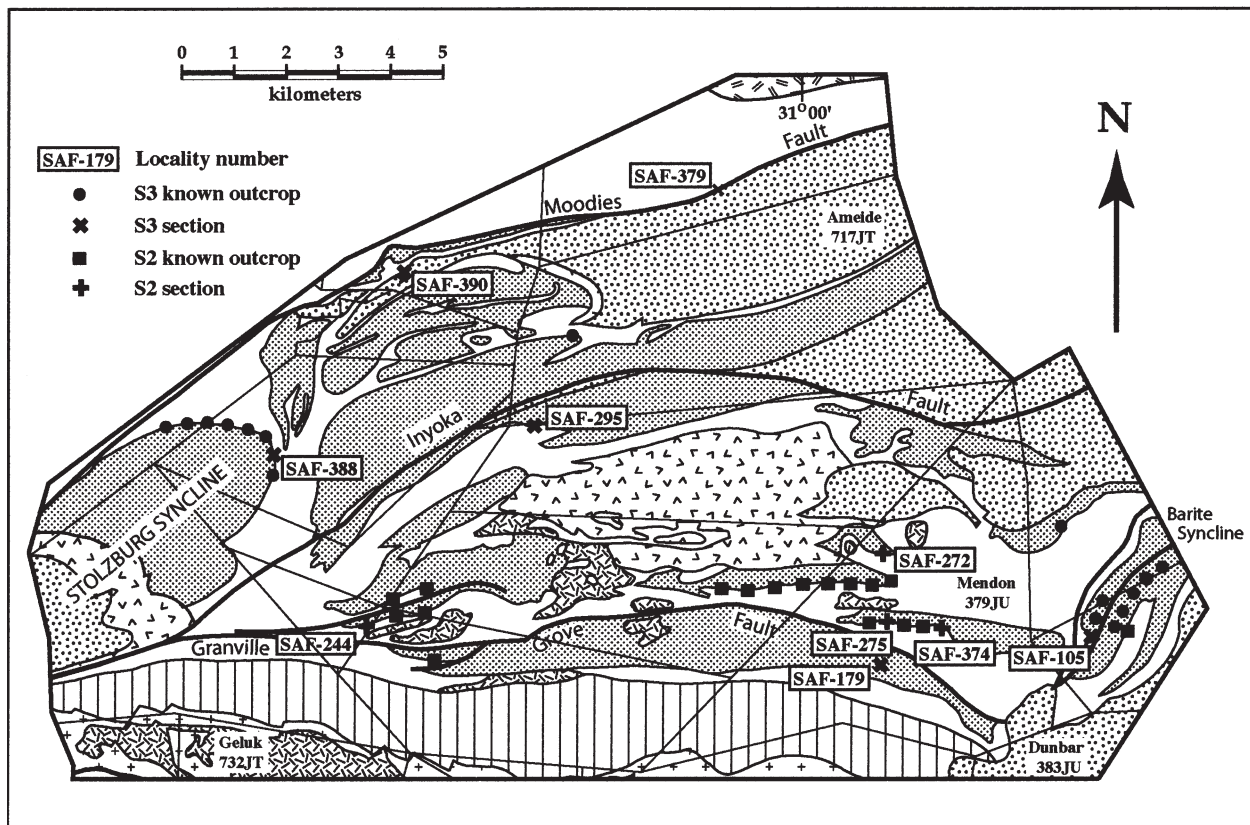 0 1 2 3 4 5
kilometers
SAF-179 Locality number
S3 known outcrop
S3 section
S2 known outcrop
S2 section
31°00'
N
Fault
SAF-379
Moodies
Ameide
717JT
SAF-390
SAF-295
Inyoka
Fault
SAF-388
STOLZBURG SYNCLINE
Barite
Syncline
SAF-272
Mendon
379JU
SAF-244
Granville
Grove
Fault
SAF-275
SAF-374
SAF-105
SAF-179
Geluk
732JT
Dunbar
383JU